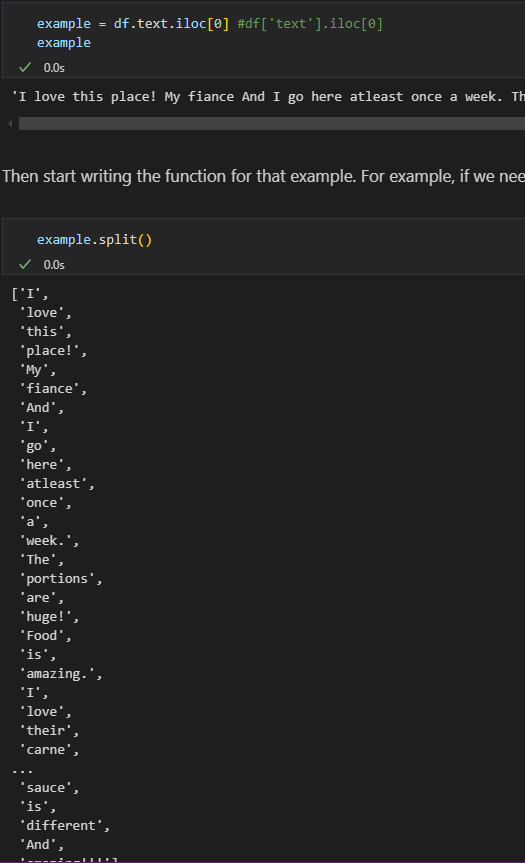 example = df.text.iloc[0] #df['text'].iloc[0]
example
0.0s
'I love this place! My fiance And I go here atleast once a week. Th
Then start writing the function for that example. For example, if we nee
example.split()
0.0s
['I',
'love',
'this',
'place!',
'My',
'fiance',
'And',
'I',
'go',
'here',
'atleast',
'once',
'a',
'week.',
'The',
'portions',
'are',
'huge!',
'Food',
'is',
'amazing.',
'I',
'love',
'their',
'carne',
...
'sauce',
'is',
'different',
'And',
'amazing!!!']